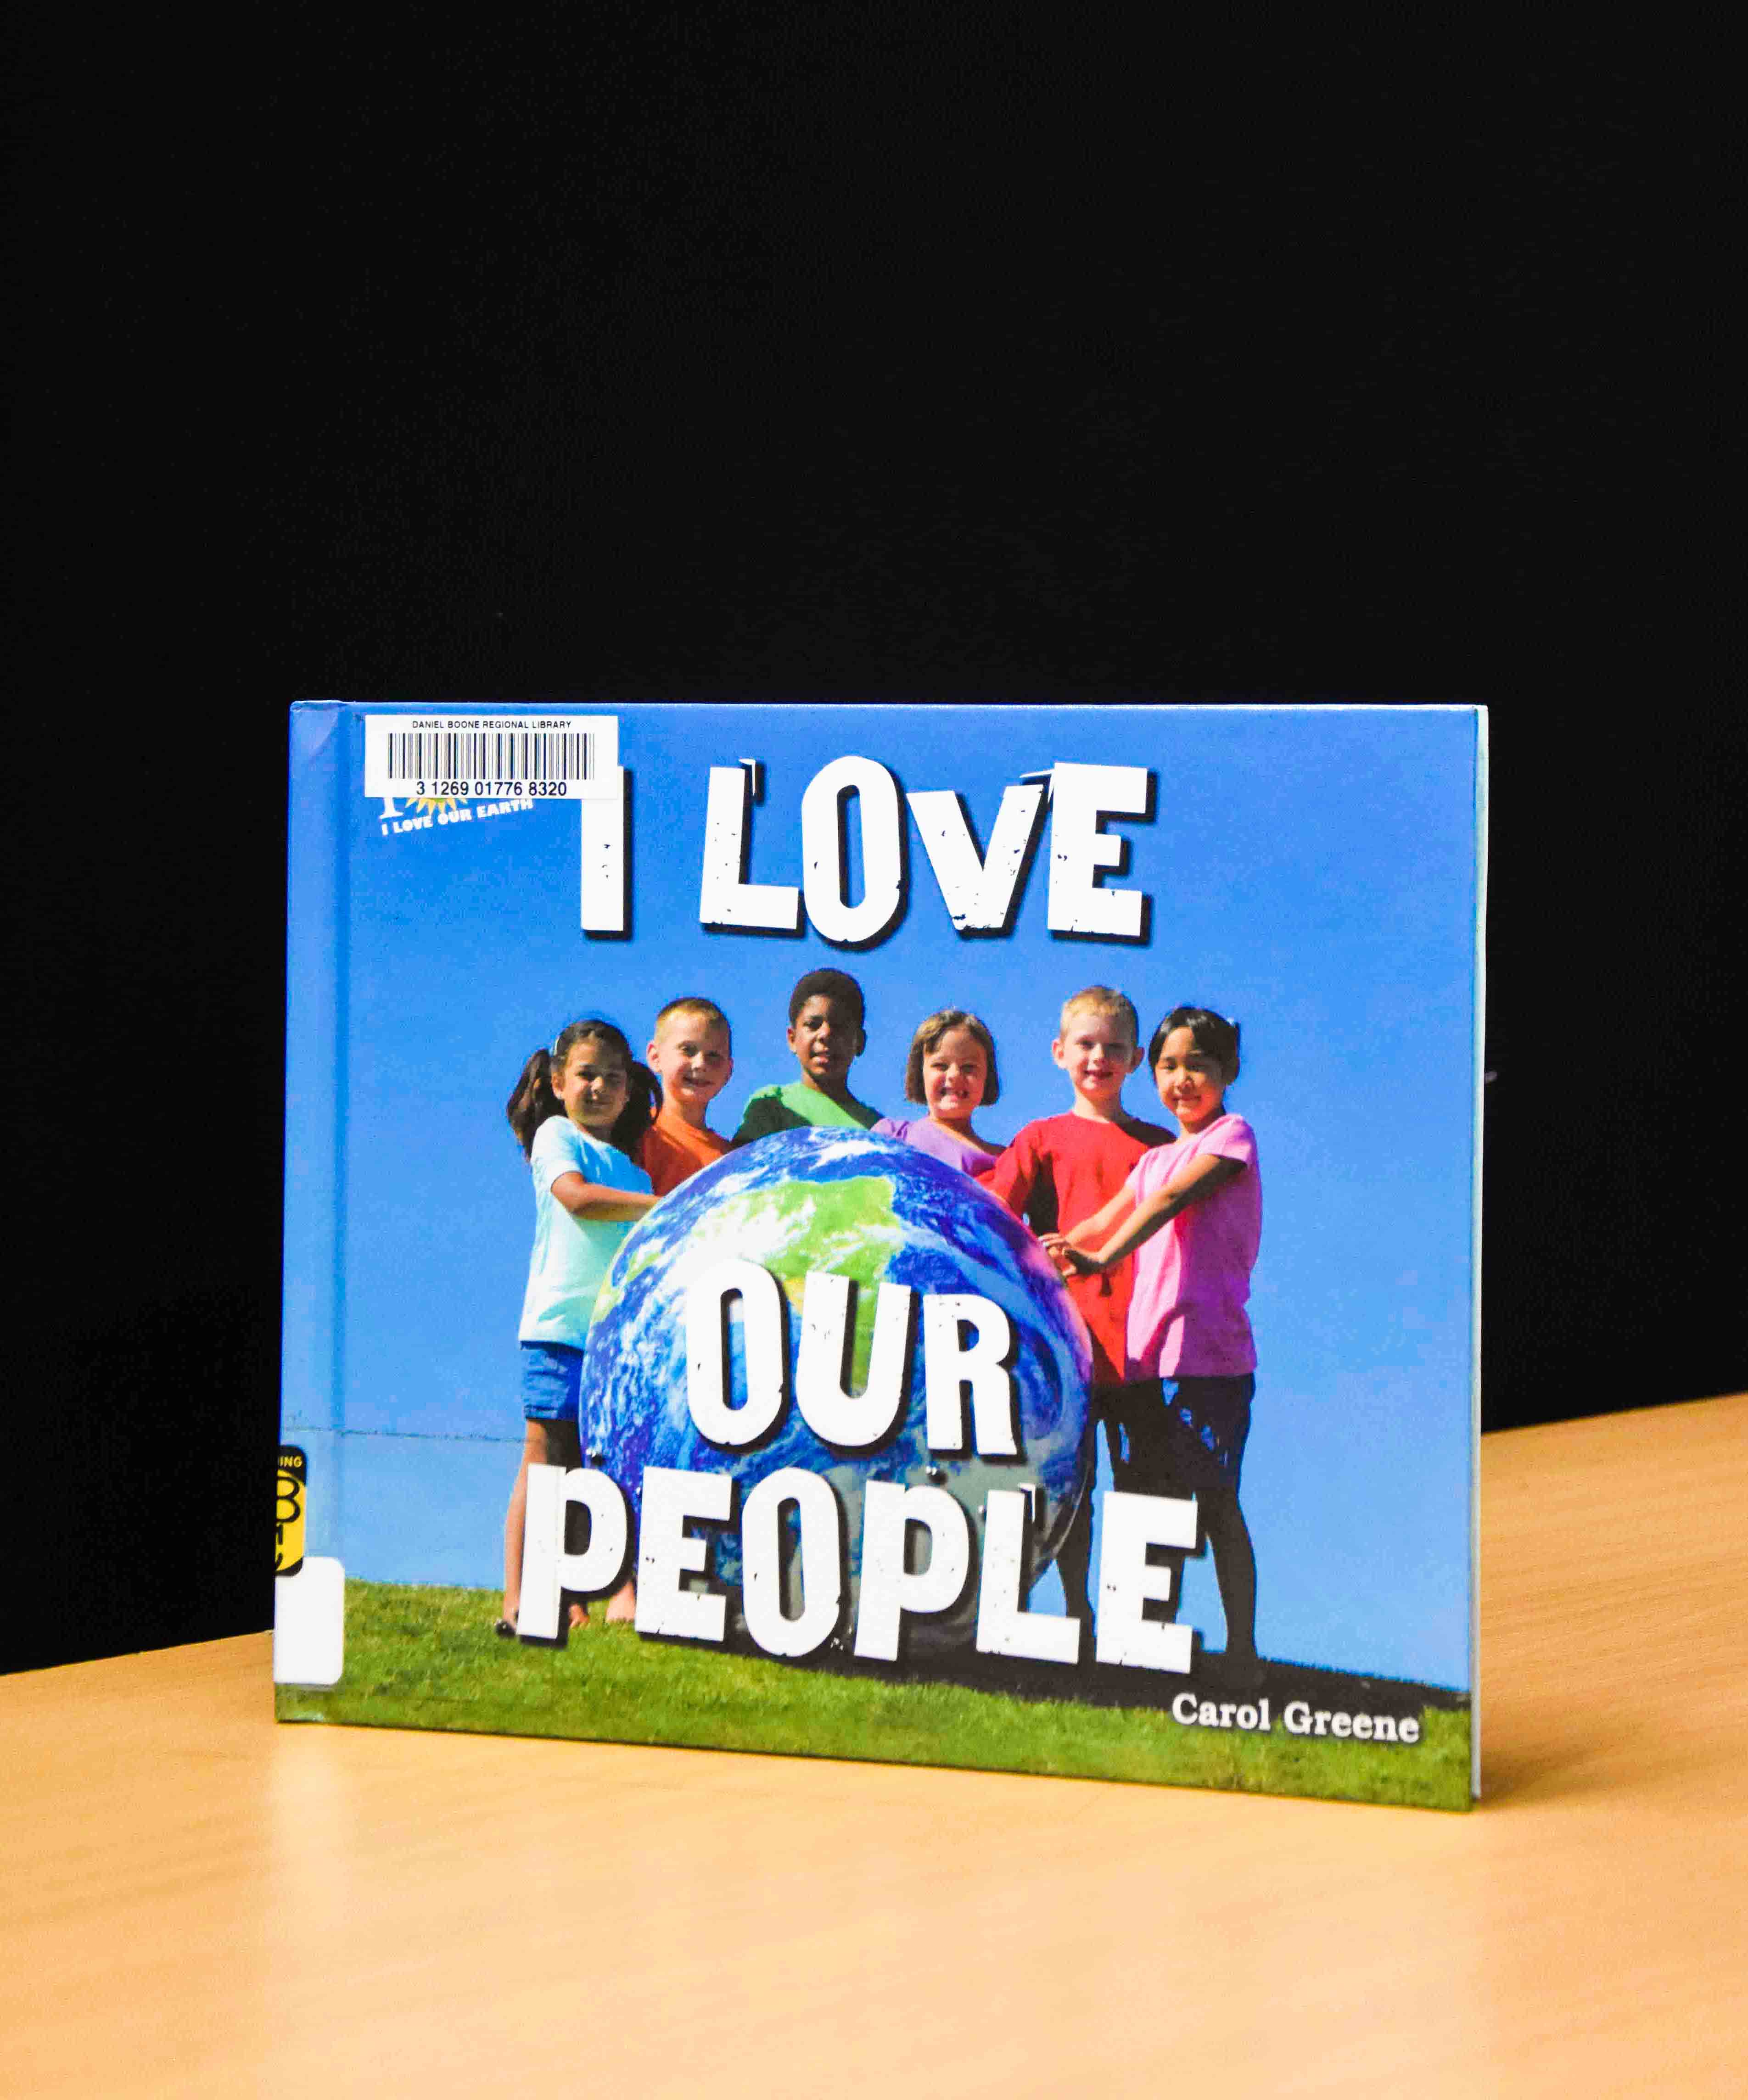 DANIEL BOONE REGIONAL LIBRARY
3 1269 01776 8320
I LOVE OUR EARTH
I LOVE
OUR
PEOPLE
Carol Greene